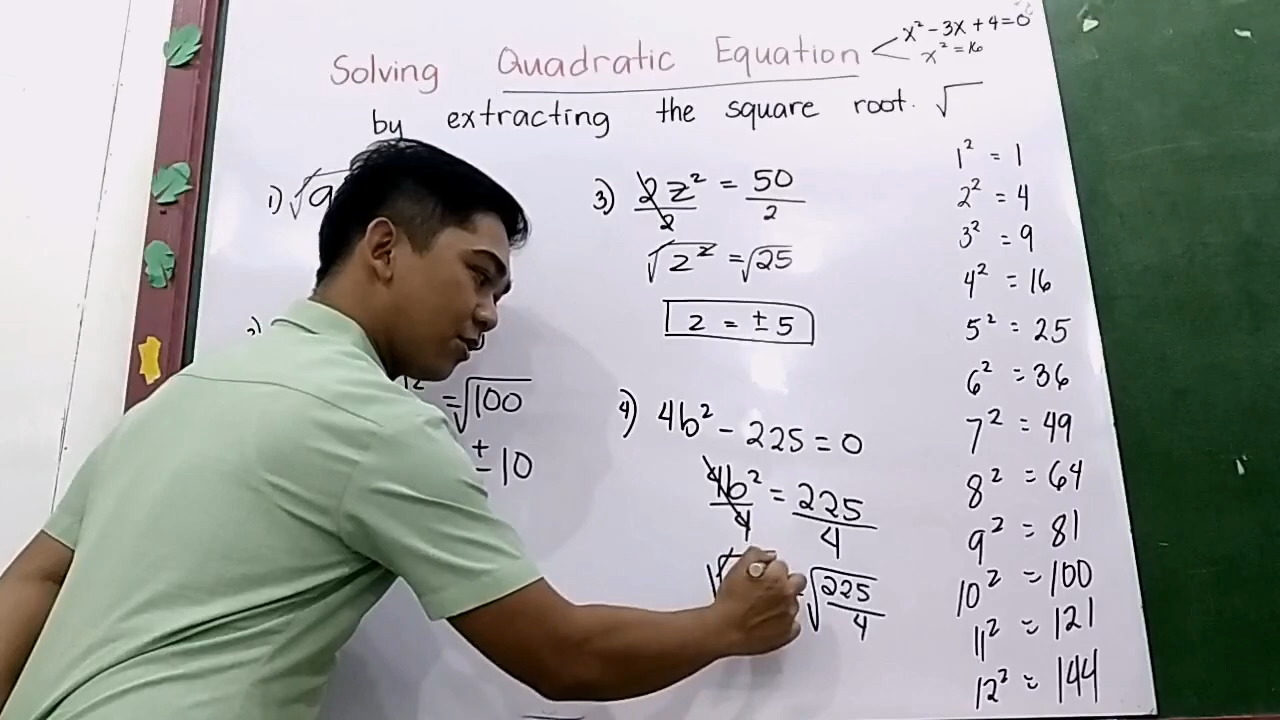 Solving Quadratic Equation < x² - 3x + 4 = 0
x² = 16
by extracting the square root. √
1)
2)
= √100
± 10
3) 2z²/2 = 50/2
√z² = √25
z = ± 5
4) 4b² - 225 = 0
4b²/4 = 225/4
= √225/4
1² = 1
2² = 4
3² = 9
4² = 16
5² = 25
6² = 36
7² = 49
8² = 64
9² = 81
10² = 100
11² = 121
12² = 144